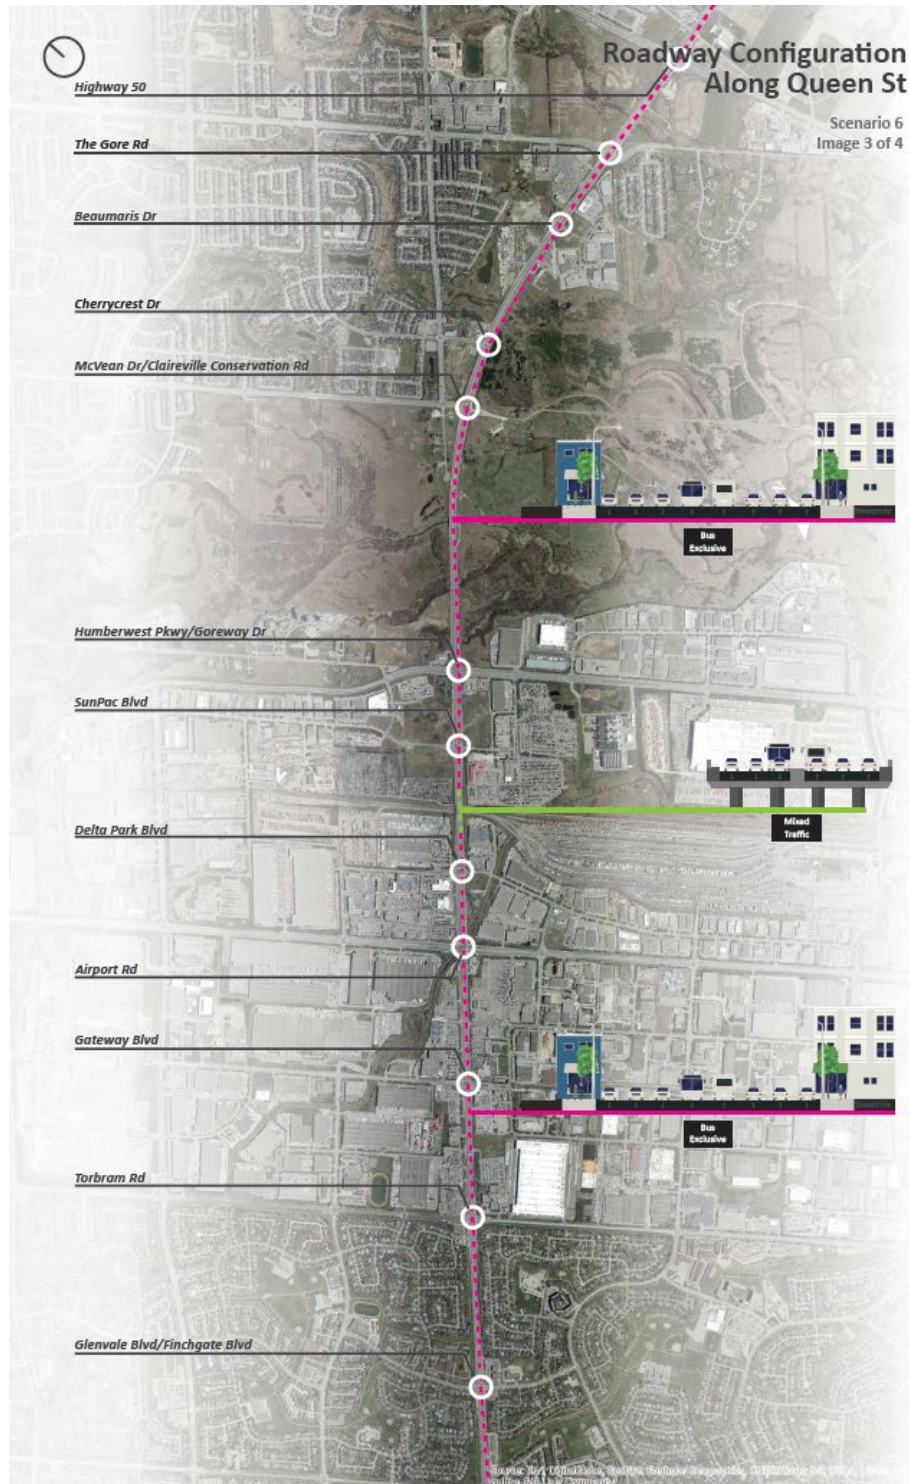 Roadway Configuration
Along Queen St
Scenario 6
Image 3 of 4
Highway 50
The Gore Rd
Beaumaris Dr
Cherrycrest Dr
McVean Dr/Claireville Conservation Rd
Bus
Exclusive
Humberwest Pkwy/Goreway Dr
SunPac Blvd
Mixed
Traffic
Delta Park Blvd
Airport Rd
Gateway Blvd
Bus
Exclusive
Torbram Rd
Glenvale Blvd/Finchgate Blvd